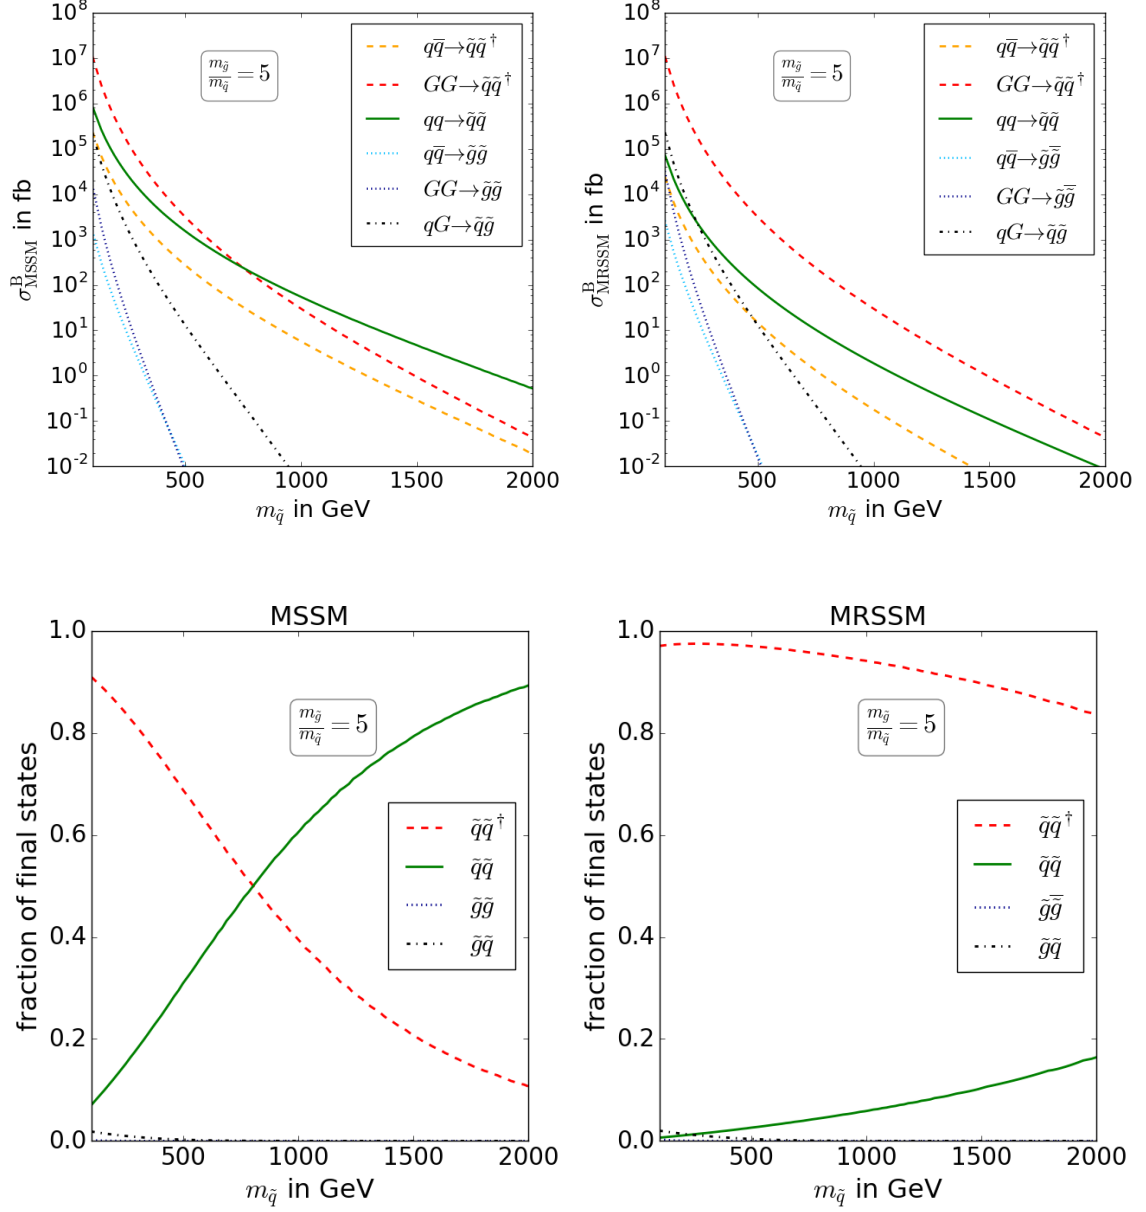 10^8
10^7
10^6
10^5
10^4
10^3
10^2
10^1
10^0
10^-1
10^-2
σ^B_MSSM in fb
m_g̃/m_q̃ = 5
qq̅→q̃q̃†
GG→q̃q̃†
qq→q̃q̃
qq̅→g̃g̃
GG→g̃g̃
qG→q̃g̃
500 1000 1500 2000
m_q̃ in GeV
10^8
10^7
10^6
10^5
10^4
10^3
10^2
10^1
10^0
10^-1
10^-2
σ^B_MRSSM in fb
m_g̃/m_q̃ = 5
qq̅→q̃q̃†
GG→q̃q̃†
qq→q̃q̃
qq̅→g̃g̃̅
GG→g̃g̃̅
qG→q̃g̃
500 1000 1500 2000
m_q̃ in GeV
MSSM
1.0
0.8
0.6
0.4
0.2
0.0
fraction of final states
m_g̃/m_q̃ = 5
q̃q̃†
q̃q̃
g̃g̃
g̃q̃
500 1000 1500 2000
m_q̃ in GeV
MRSSM
1.0
0.8
0.6
0.4
0.2
0.0
fraction of final states
m_g̃/m_q̃ = 5
q̃q̃†
q̃q̃
g̃g̃̅
g̃q̃
500 1000 1500 2000
m_q̃ in GeV